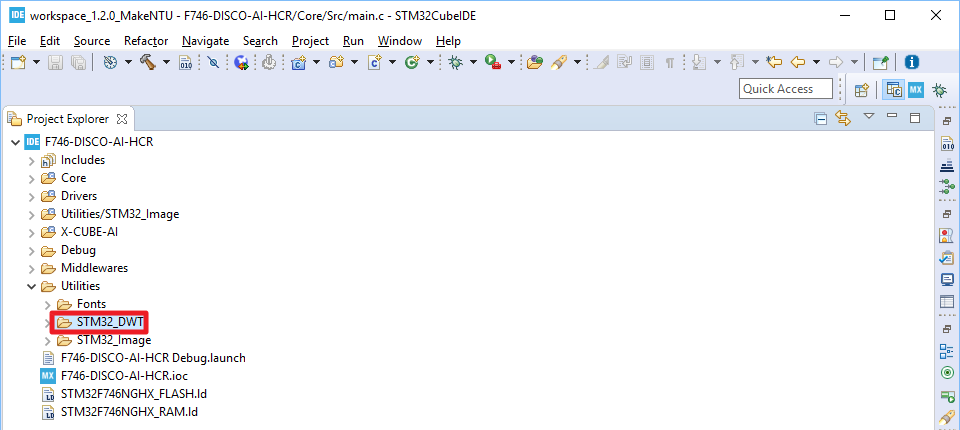 IDE workspace_1.2.0_MakeNTU - F746-DISCO-AI-HCR/Core/Src/main.c - STM32CubeIDE
File Edit Source Refactor Navigate Search Project Run Window Help
Quick Access
MX
Project Explorer
IDE F746-DISCO-AI-HCR
Includes
Core
Drivers
Utilities/STM32_Image
X-CUBE-AI
Debug
Middlewares
Utilities
Fonts
STM32_DWT
STM32_Image
F746-DISCO-AI-HCR Debug.launch
MX F746-DISCO-AI-HCR.ioc
STM32F746NGHX_FLASH.ld
STM32F746NGHX_RAM.ld